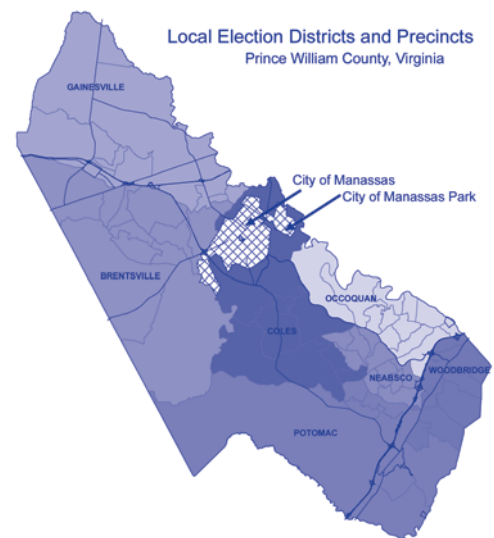 Local Election Districts and Precincts
Prince William County, Virginia
GAINESVILLE
City of Manassas
City of Manassas Park
BRENTSVILLE
OCCOQUAN
COLES
NEABSCO
WOODBRIDGE
POTOMAC